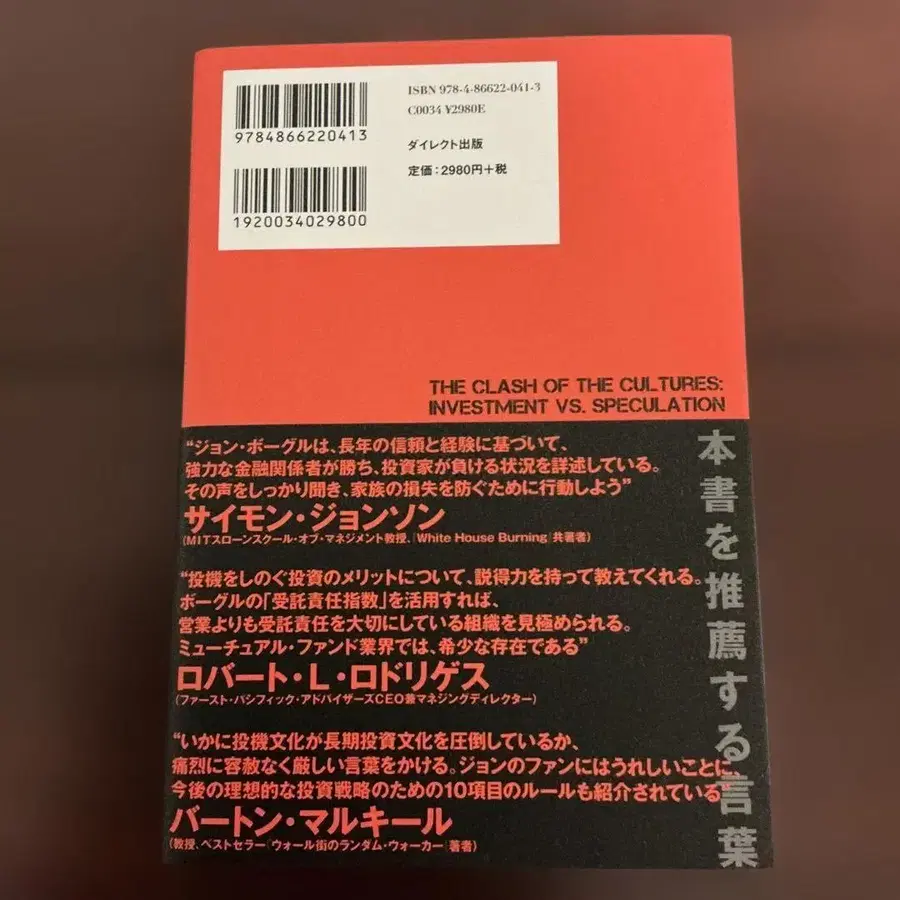 ISBN 978-4-86622-041-3
C0034 ¥2980E
9784866220413
ダイレクト出版
定価：2980円+税
1920034029800
THE CLASH OF THE CULTURES:
INVESTMENT VS. SPECULATION
本書を推薦する言葉
“ジョン・ボーグルは、長年の信頼と経験に基づいて、
強力な金融関係者が勝ち、投資家が負ける状況を詳述している。
その声をしっかり聞き、家族の損失を防ぐために行動しよう”
サイモン・ジョンソン
(MITスローンスクール・オブ・マネジメント教授、「White House Burning」共著者)
“投機をしのぐ投資のメリットについて、説得力を持って教えてくれる。
ボーグルの「受託責任指数」を活用すれば、
営業よりも受託責任を大切にしている組織を見極められる。
ミューチュアル・ファンド業界では、希少な存在である”
ロバート・L・ロドリゲス
(ファースト・パシフィック・アドバイザーズCEO兼マネジングディレクター)
“いかに投機文化が長期投資文化を圧倒しているか、
痛烈に容赦なく厳しい言葉をかける。ジョンのファンにはうれしいことに、
今後の理想的な投資戦略のための10項目のルールも紹介されている”
バートン・マルキール
(教授、ベストセラー「ウォール街のランダム・ウォーカー」著者)